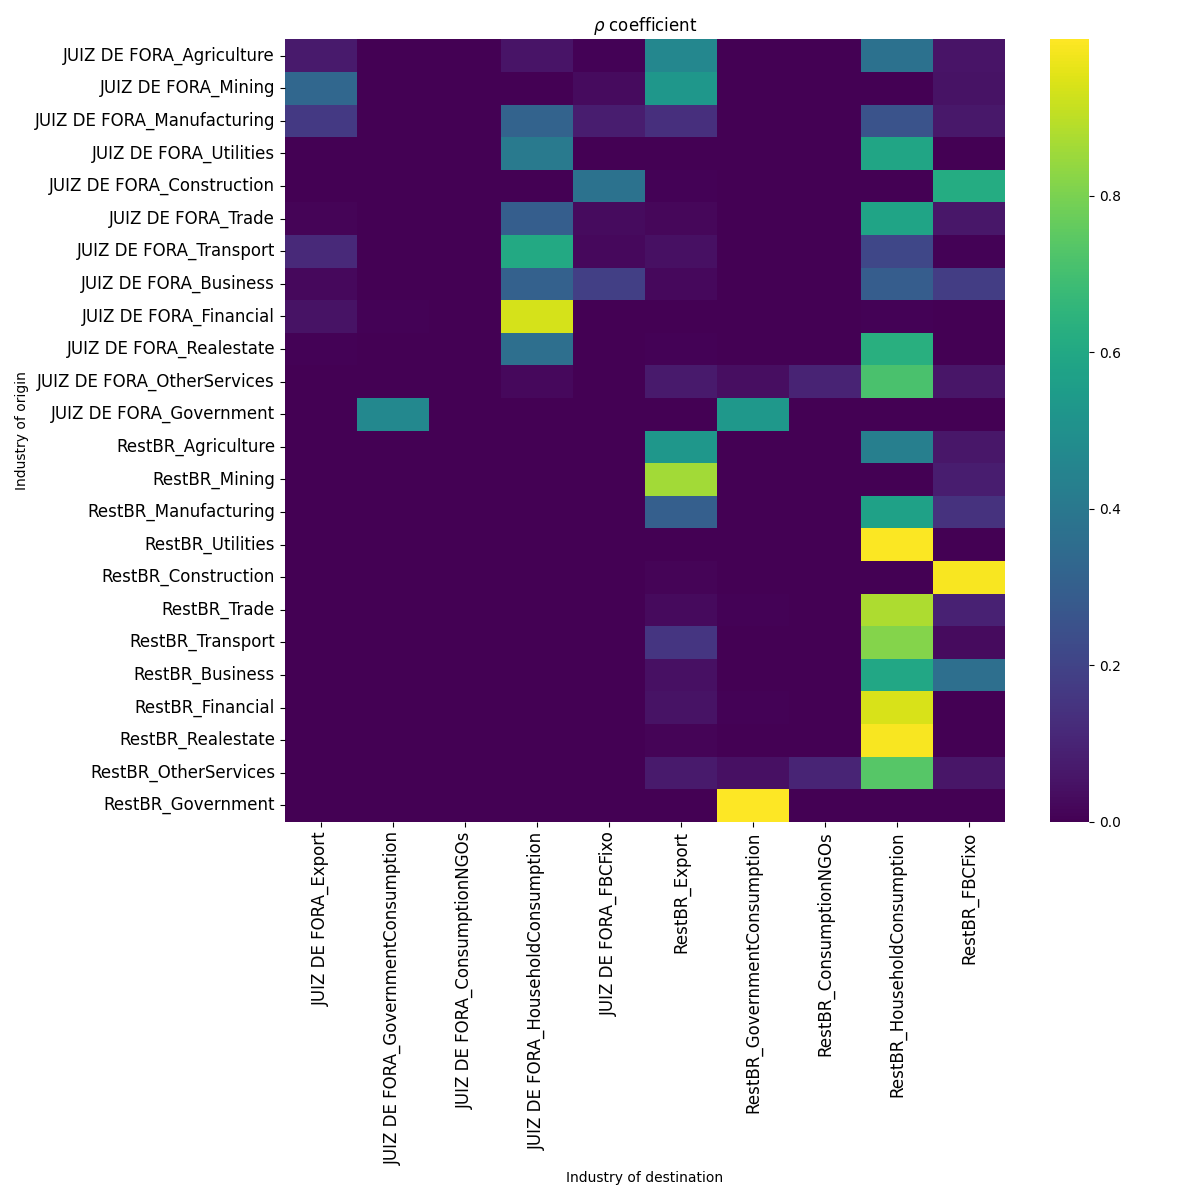 ρ coefficient
JUIZ DE FORA_Agriculture
JUIZ DE FORA_Mining
JUIZ DE FORA_Manufacturing
JUIZ DE FORA_Utilities
JUIZ DE FORA_Construction
JUIZ DE FORA_Trade
JUIZ DE FORA_Transport
JUIZ DE FORA_Business
JUIZ DE FORA_Financial
JUIZ DE FORA_Realestate
JUIZ DE FORA_OtherServices
JUIZ DE FORA_Government
RestBR_Agriculture
RestBR_Mining
RestBR_Manufacturing
RestBR_Utilities
RestBR_Construction
RestBR_Trade
RestBR_Transport
RestBR_Business
RestBR_Financial
RestBR_Realestate
RestBR_OtherServices
RestBR_Government
Industry of origin
JUIZ DE FORA_Export
JUIZ DE FORA_GovernmentConsumption
JUIZ DE FORA_ConsumptionNGOs
JUIZ DE FORA_HouseholdConsumption
JUIZ DE FORA_FBCFixo
RestBR_Export
RestBR_GovernmentConsumption
RestBR_ConsumptionNGOs
RestBR_HouseholdConsumption
RestBR_FBCFixo
Industry of destination
0.8
0.6
0.4
0.2
0.0